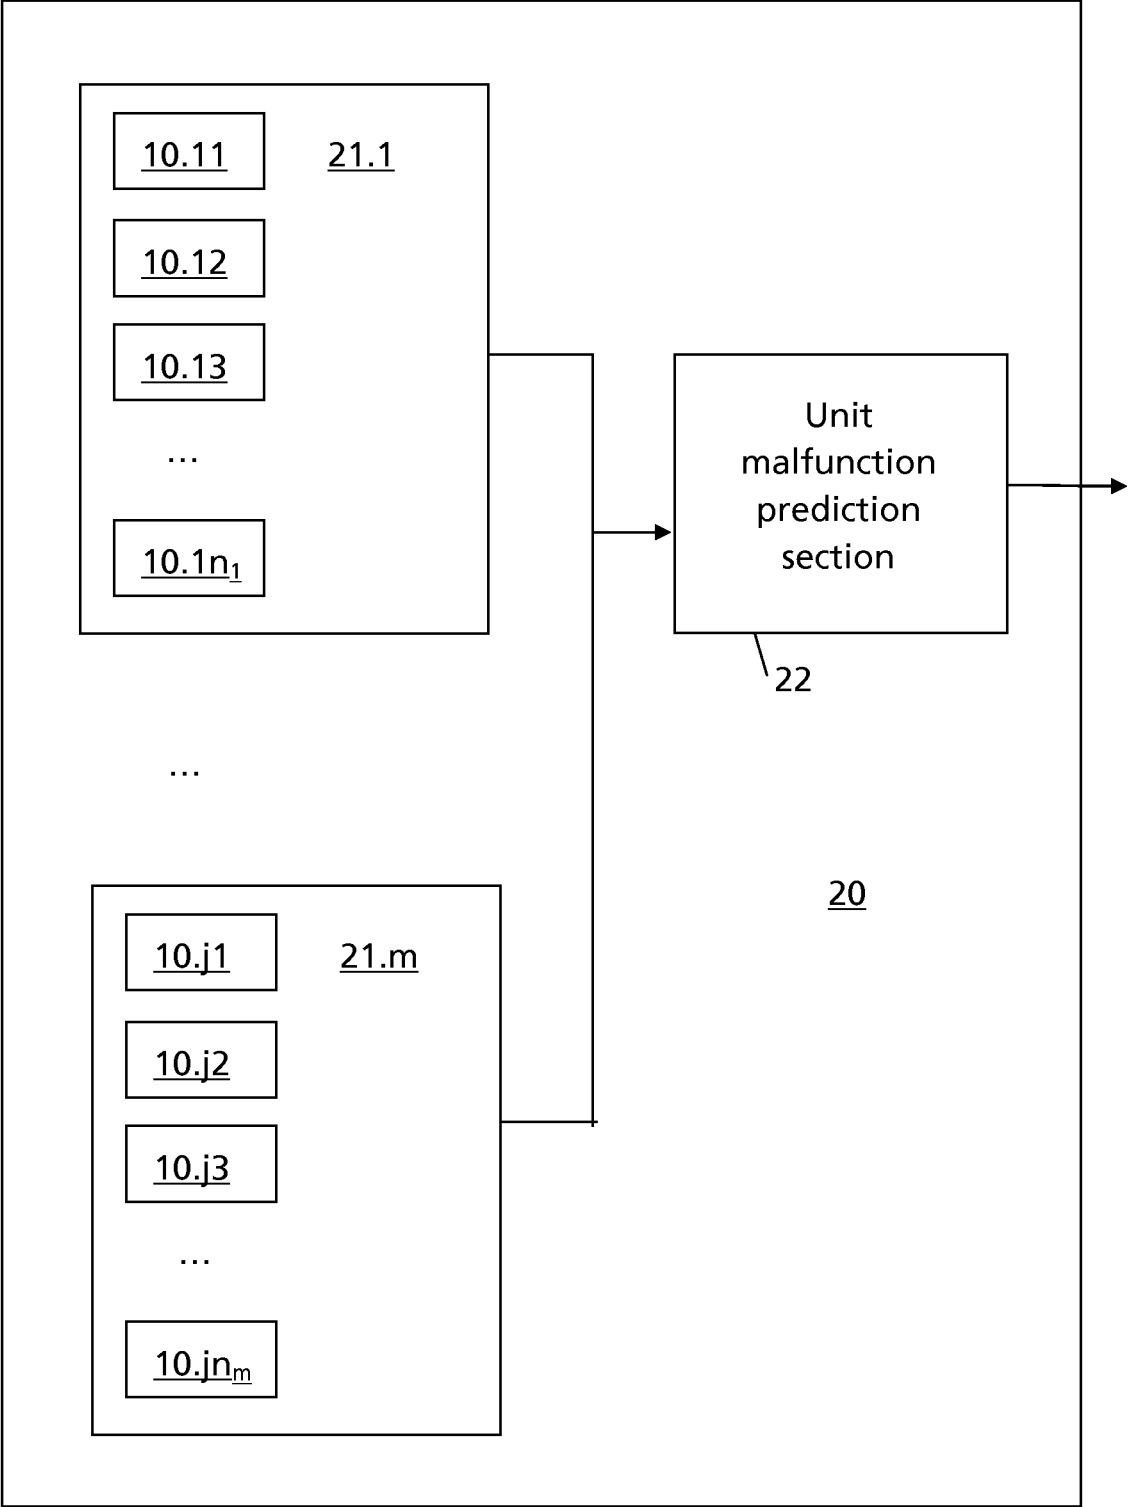 10.11
21.1
10.12
10.13
...
10.1n₁
Unit
malfunction
prediction
section
22
...
20
10.j1
21.m
10.j2
10.j3
...
10.jnₘ